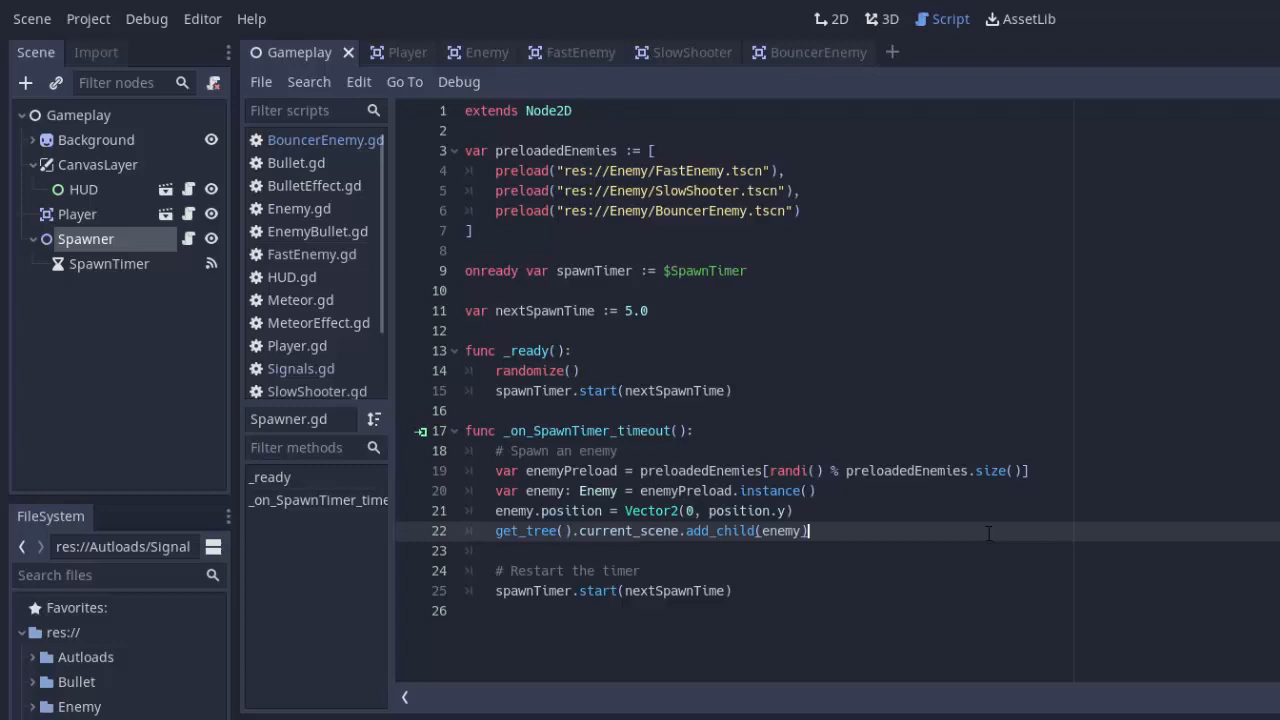 Scene Project Debug Editor Help
2D 3D Script AssetLib
Scene Import
Gameplay Player Enemy FastEnemy SlowShooter BouncerEnemy
Filter nodes
File Search Edit Go To Debug
Gameplay
Background
CanvasLayer
HUD
Player
Spawner
SpawnTimer
Filter scripts
BouncerEnemy.gd
Bullet.gd
BulletEffect.gd
Enemy.gd
EnemyBullet.gd
FastEnemy.gd
HUD.gd
Meteor.gd
MeteorEffect.gd
Player.gd
Signals.gd
SlowShooter.gd
Spawner.gd
Filter methods
_ready
_on_SpawnTimer_time
1 extends Node2D
2
3 var preloadedEnemies := [
4 preload("res://Enemy/FastEnemy.tscn"),
5 preload("res://Enemy/SlowShooter.tscn"),
6 preload("res://Enemy/BouncerEnemy.tscn")
7 ]
8
9 onready var spawnTimer := $SpawnTimer
10
11 var nextSpawnTime := 5.0
12
13 func _ready():
14 randomize()
15 spawnTimer.start(nextSpawnTime)
16
17 func _on_SpawnTimer_timeout():
18 # Spawn an enemy
19 var enemyPreload = preloadedEnemies[randi() % preloadedEnemies.size()]
20 var enemy: Enemy = enemyPreload.instance()
21 enemy.position = Vector2(0, position.y)
22 get_tree().current_scene.add_child(enemy)
23
24 # Restart the timer
25 spawnTimer.start(nextSpawnTime)
26
FileSystem
res://Autloads/Signal
Search files
Favorites:
res://
Autloads
Bullet
Enemy